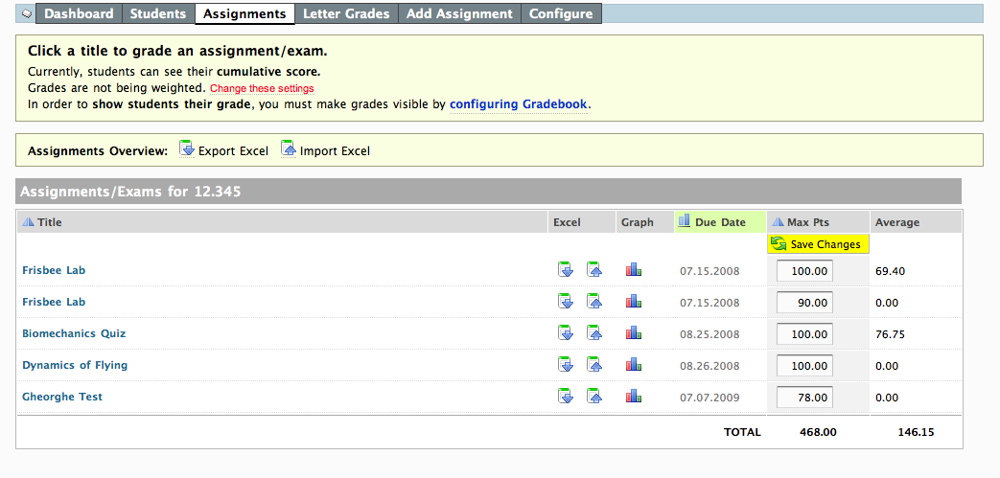 Dashboard Students Assignments Letter Grades Add Assignment Configure
Click a title to grade an assignment/exam.
Currently, students can see their cumulative score.
Grades are not being weighted. Change these settings
In order to show students their grade, you must make grades visible by configuring Gradebook.
Assignments Overview: Export Excel Import Excel
Assignments/Exams for 12.345
Title Excel Graph Due Date Max Pts Average
Save Changes
Frisbee Lab 07.15.2008 100.00 69.40
Frisbee Lab 07.15.2008 90.00 0.00
Biomechanics Quiz 08.25.2008 100.00 76.75
Dynamics of Flying 08.26.2008 100.00 0.00
Gheorghe Test 07.07.2009 78.00 0.00
TOTAL 468.00 146.15